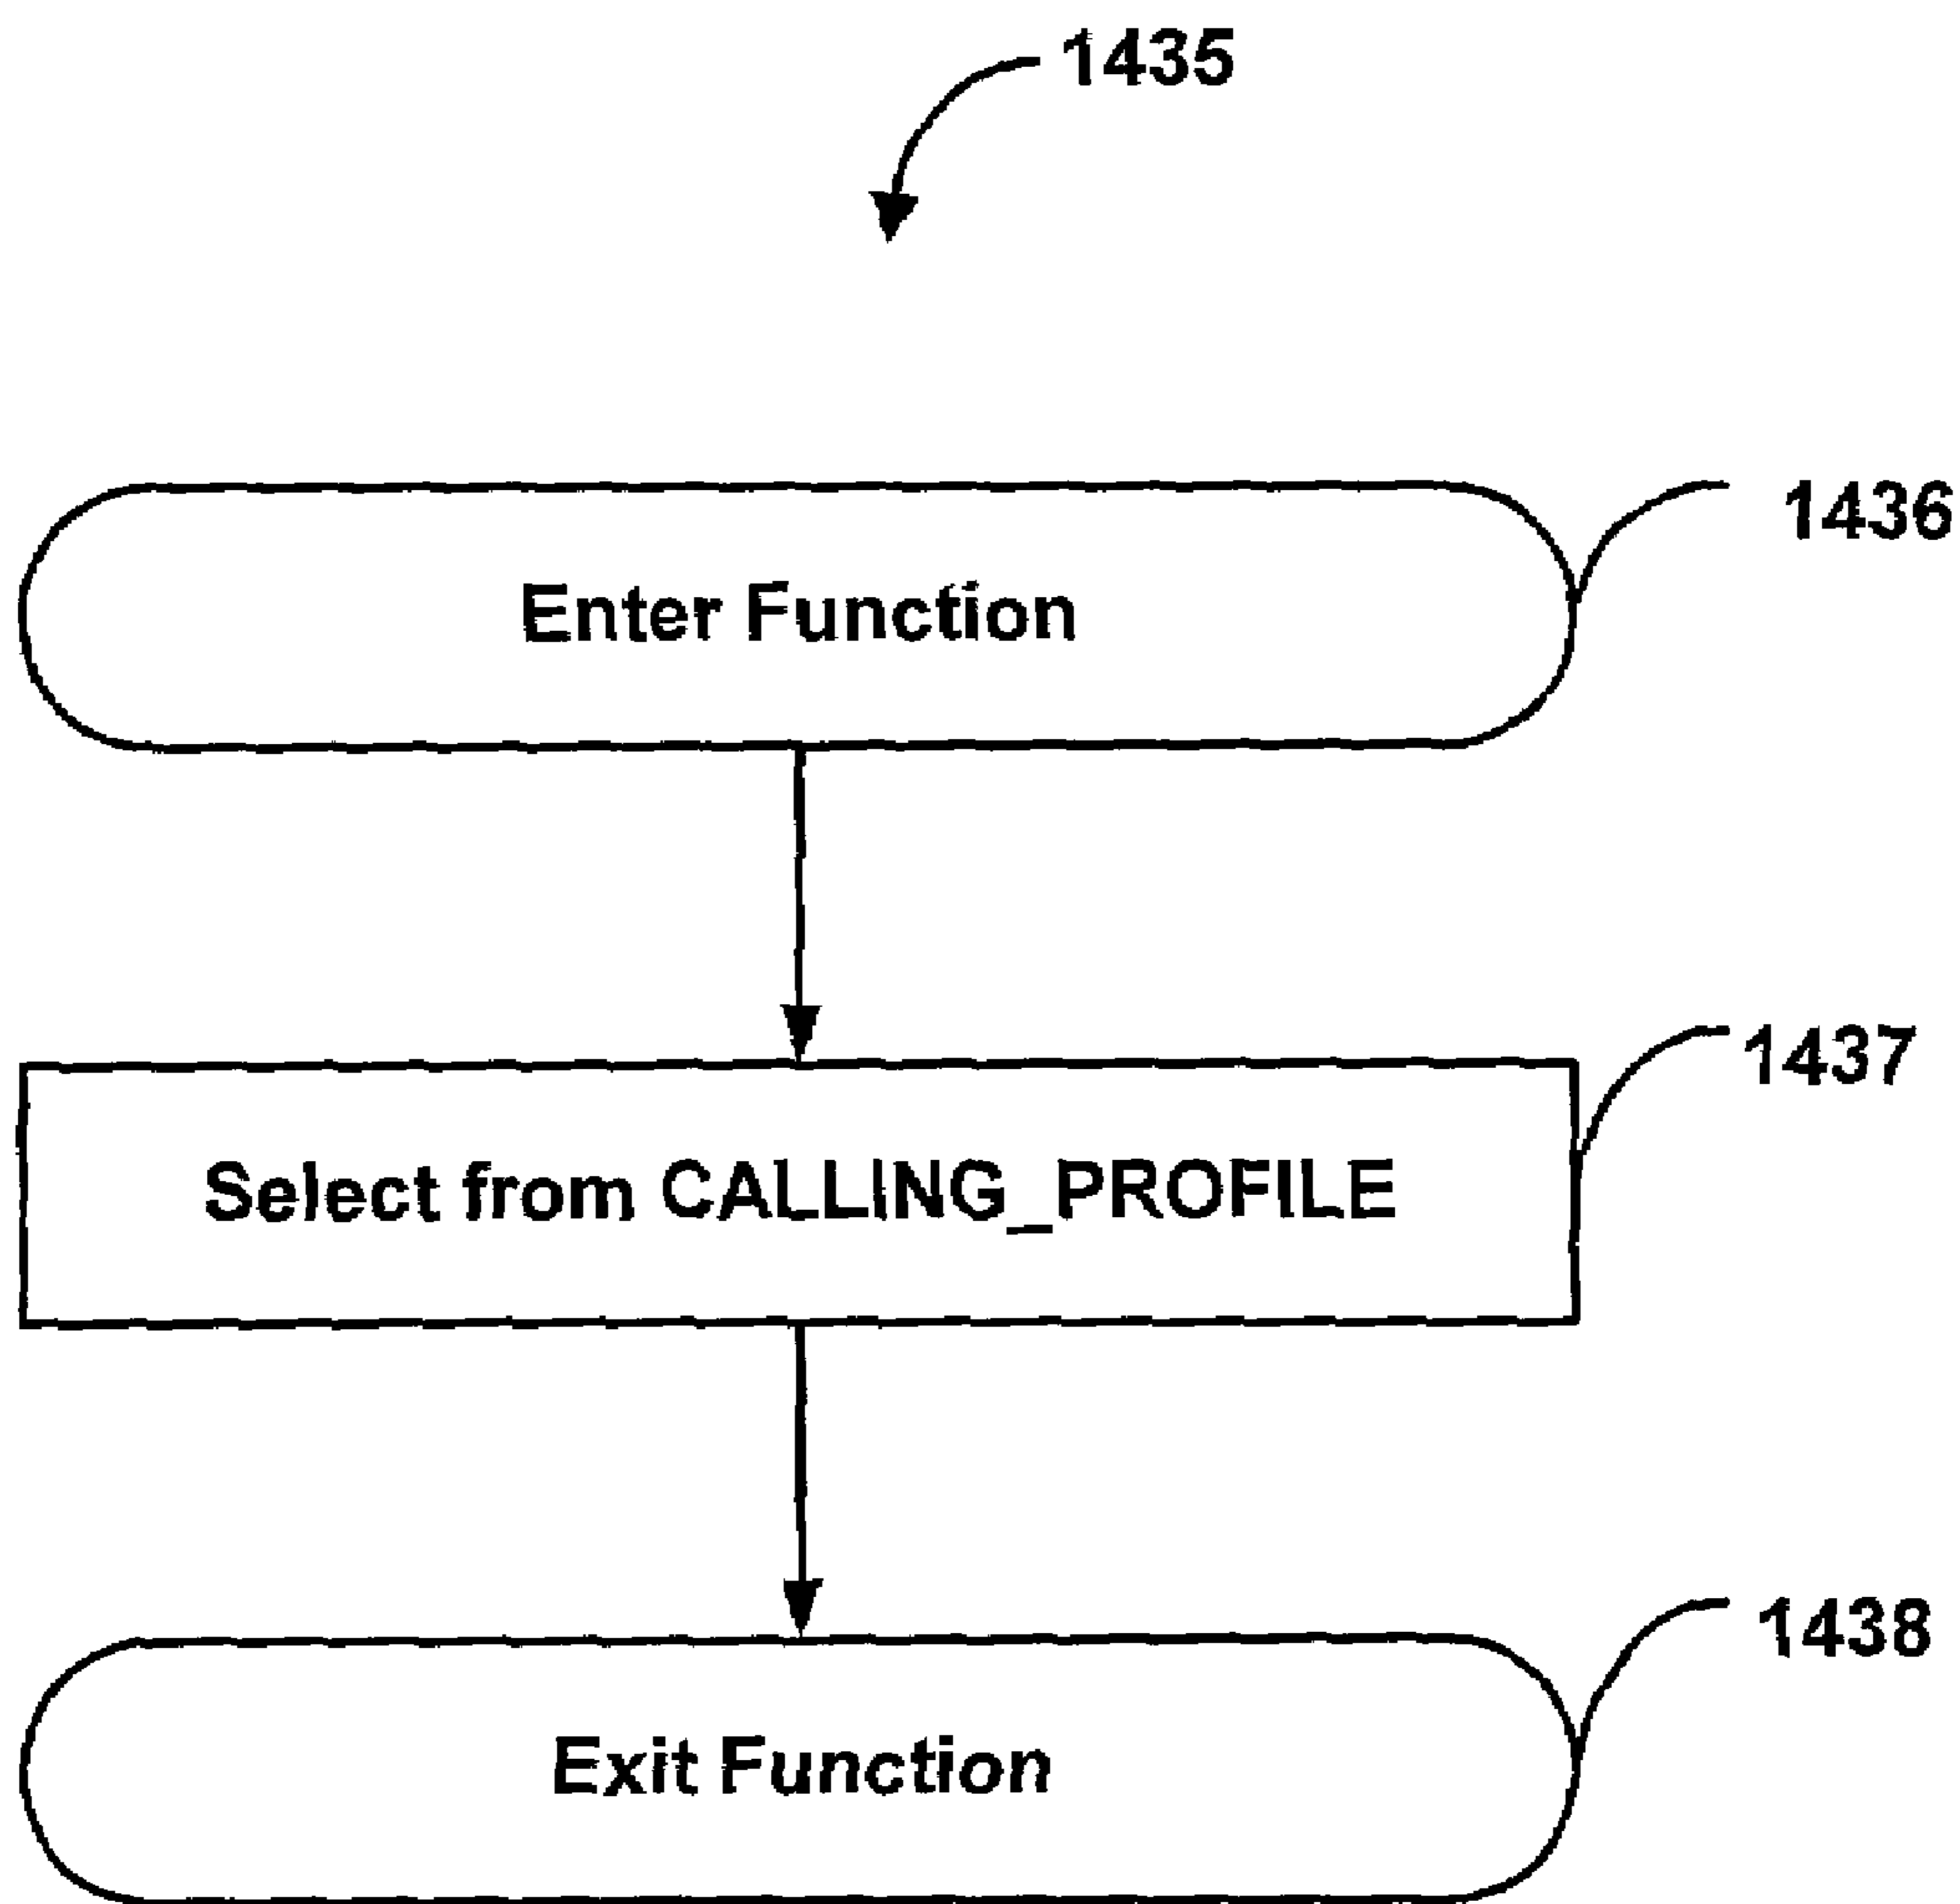 1435
1436
Enter Function
1437
Select from CALLING_PROFILE
1438
Exit Function